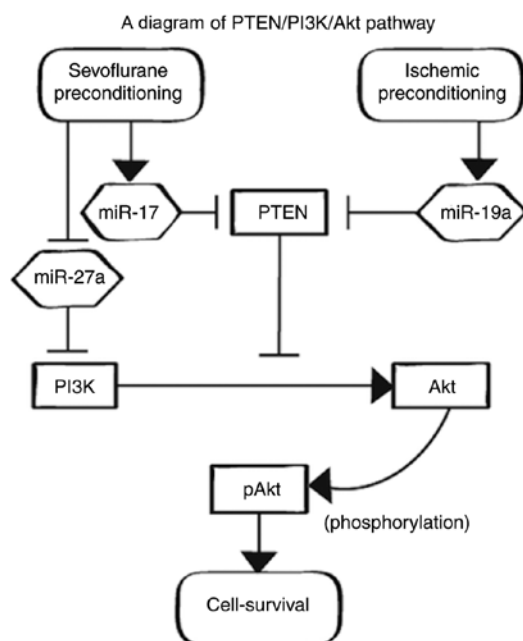 A diagram of PTEN/PI3K/Akt pathway
Sevoflurane
preconditioning
Ischemic
preconditioning
miR-17
PTEN
miR-19a
miR-27a
PI3K
Akt
pAkt
(phosphorylation)
Cell-survival